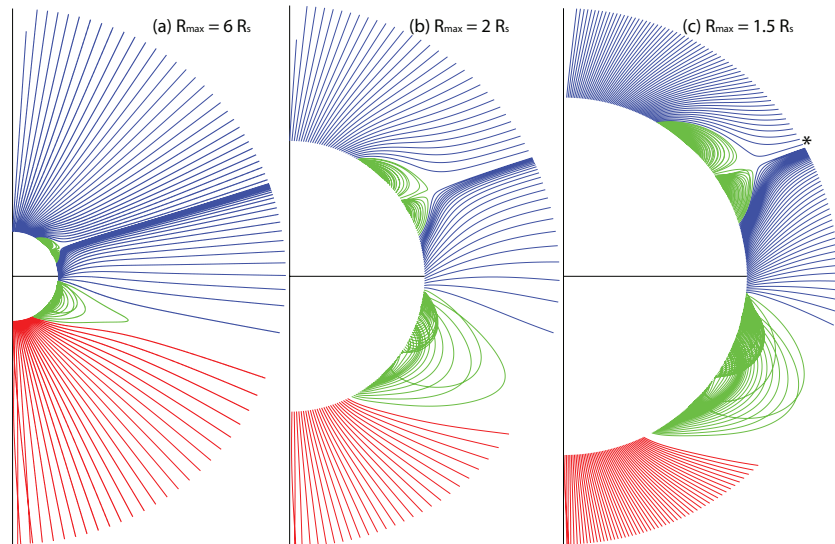 (a) Rmax = 6 Rs
(b) Rmax = 2 Rs
(c) Rmax = 1.5 Rs
*